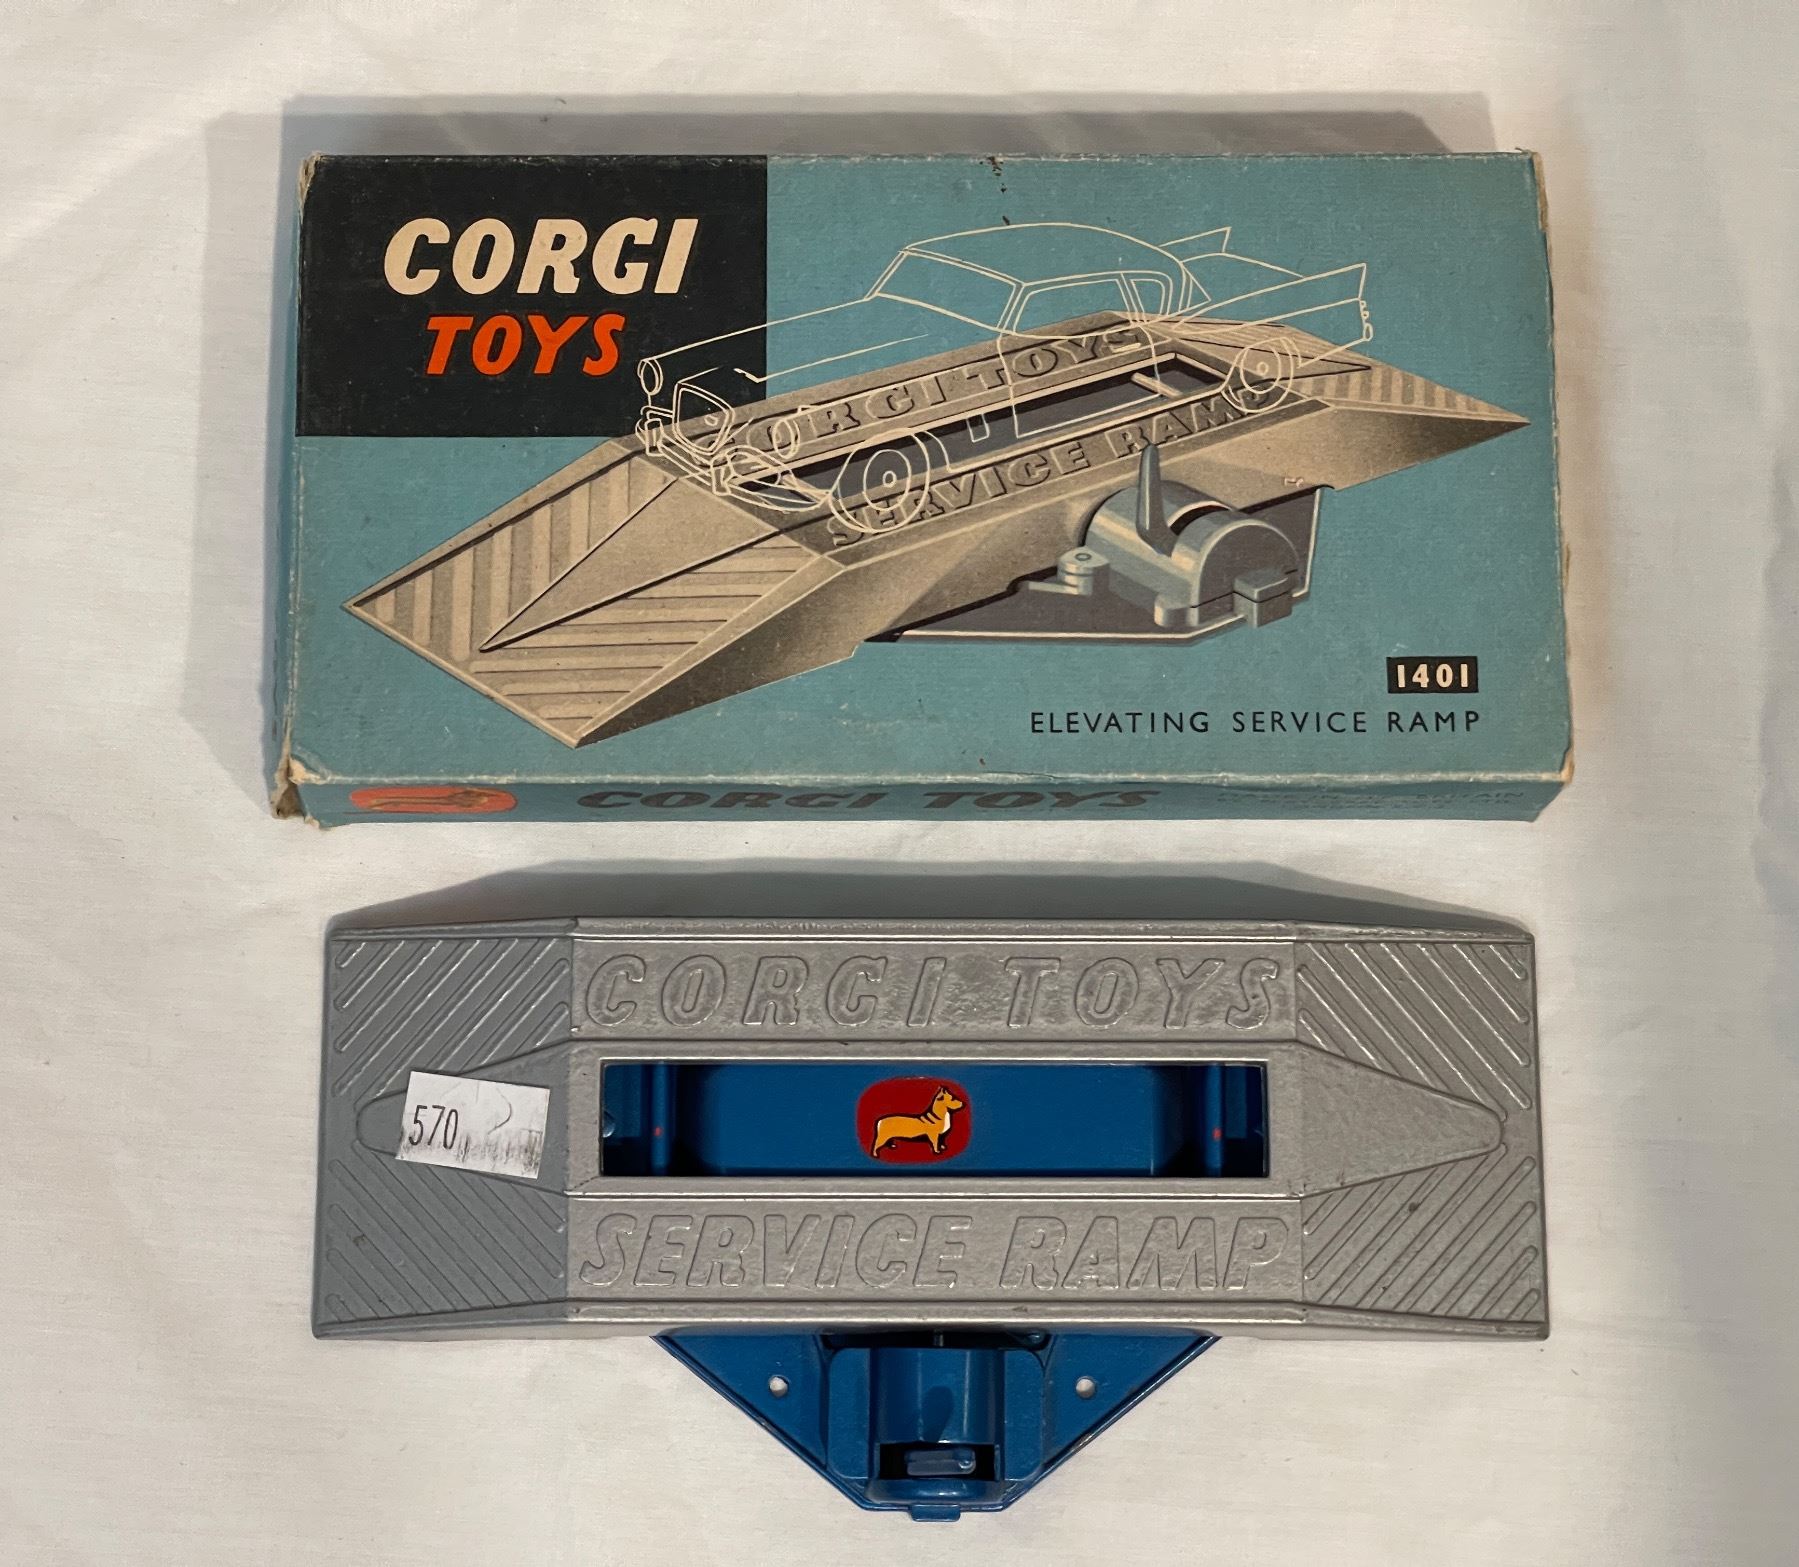 CORGI
TOYS
CORGI TOYS
SERVICE RAMP
1401
ELEVATING SERVICE RAMP
CORGI TOYS
CORGI TOYS
570
SERVICE RAMP